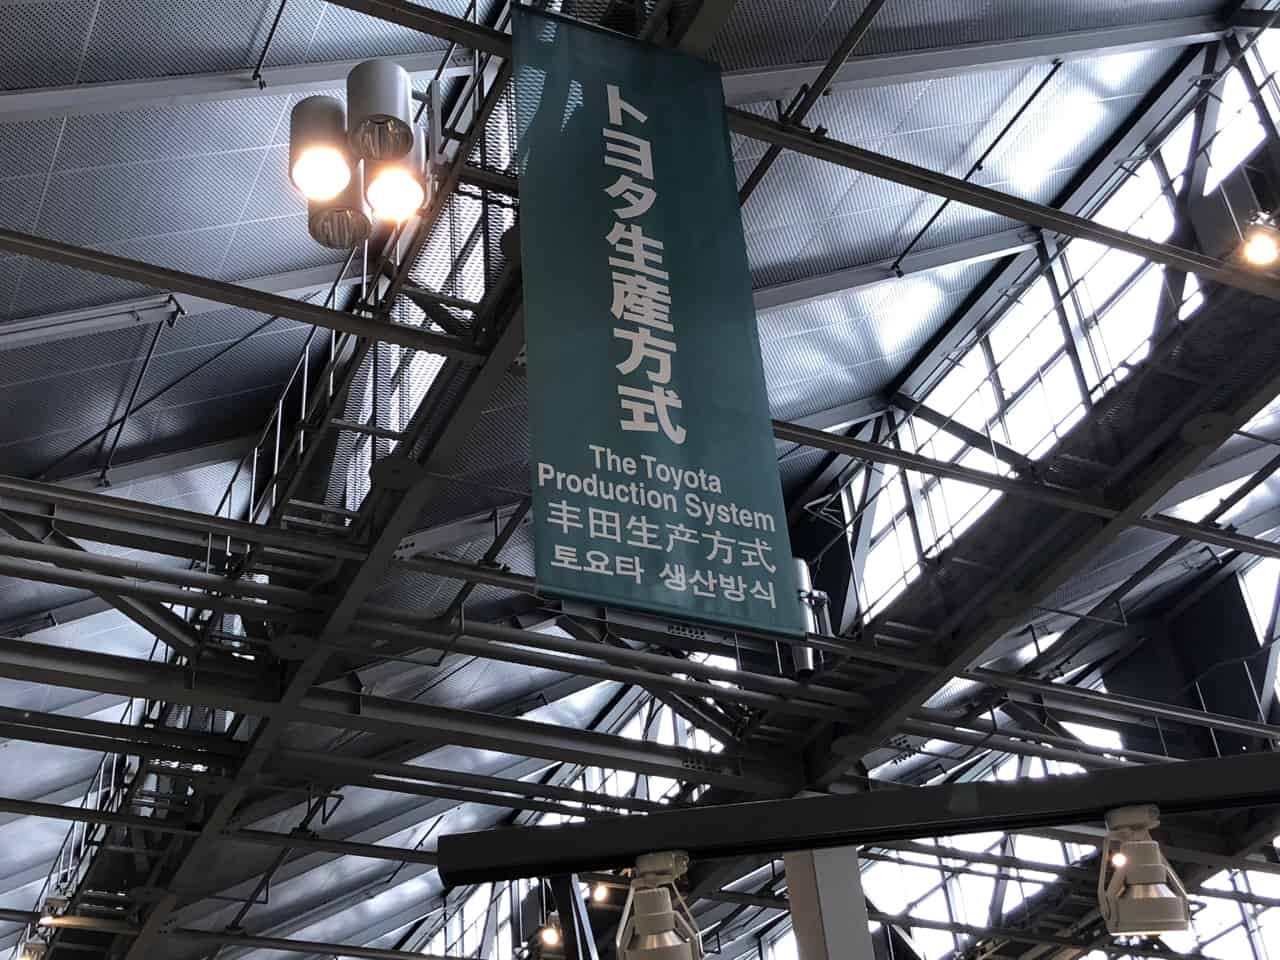 トヨタ生産方式
The Toyota
Production System
丰田生产方式
토요타 생산방식